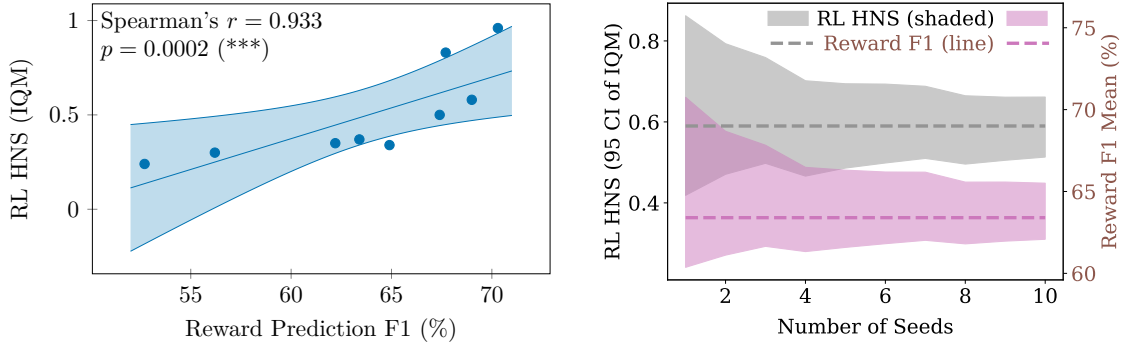 Spearman's r = 0.933
p = 0.0002 (***)
1
0.5
0
RL HNS (IQM)
55
60
65
70
Reward Prediction F1 (%)
RL HNS (shaded)
Reward F1 (line)
0.8
0.6
0.4
RL HNS (95 CI of IQM)
75
70
65
60
Reward F1 Mean (%)
2
4
6
8
10
Number of Seeds